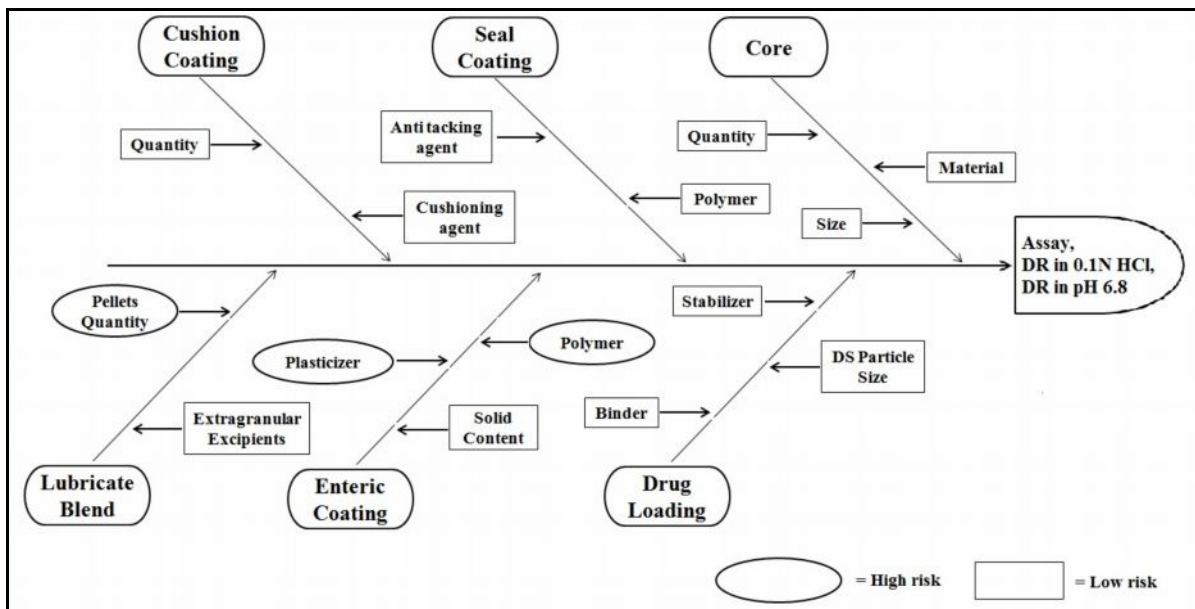 Cushion
Coating
Seal
Coating
Core
Quantity
Cushioning
agent
Anti tacking
agent
Polymer
Quantity
Material
Size
Assay,
DR in 0.1N HCl,
DR in pH 6.8
Pellets
Quantity
Extragranular
Excipients
Lubricate
Blend
Plasticizer
Polymer
Solid
Content
Enteric
Coating
Stabilizer
DS Particle
Size
Binder
Drug
Loading
= High risk
= Low risk